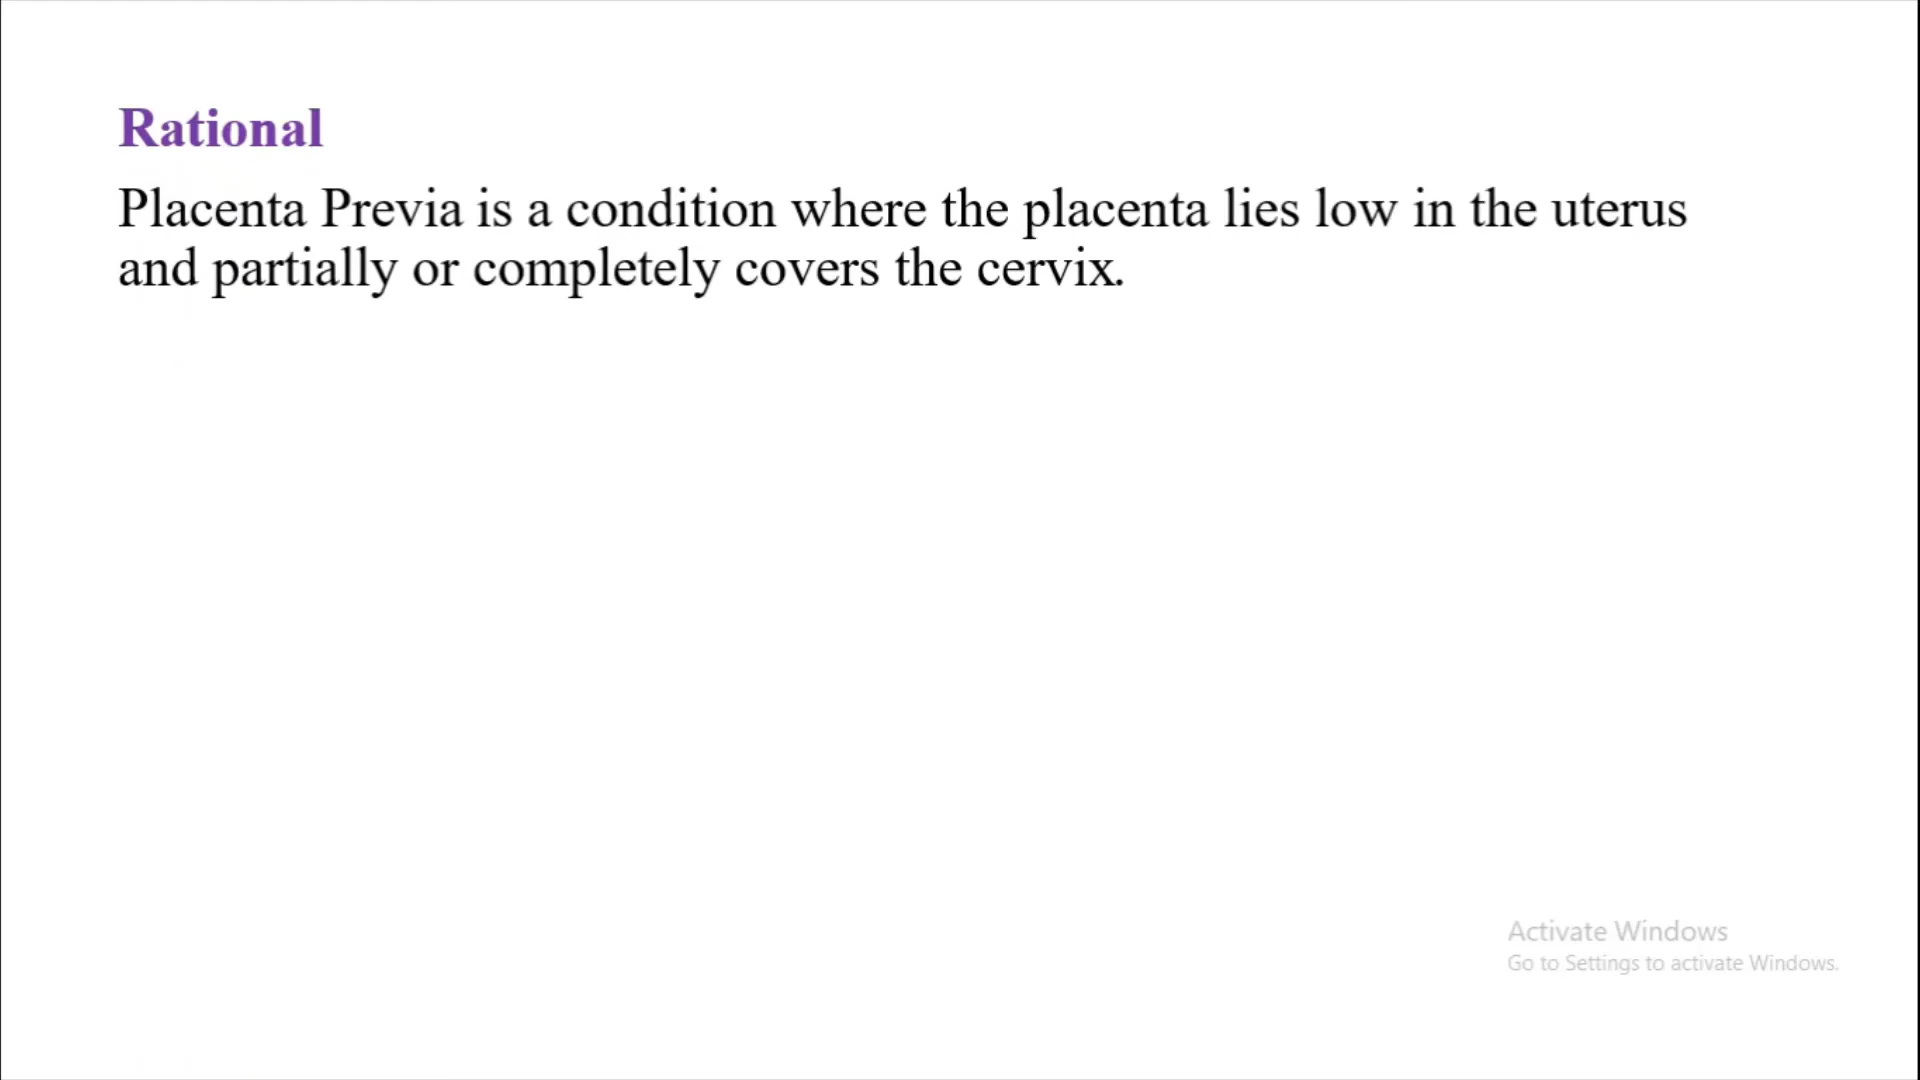 Rational
Placenta Previa is a condition where the placenta lies low in the uterus
and partially or completely covers the cervix.
Activate Windows
Go to Settings to activate Windows.